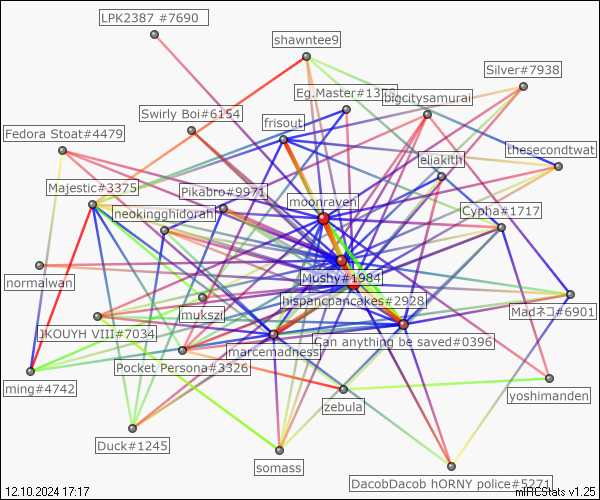 LPK2387 #7690
shawntee9
Silver#7938
Eg.Master#1378
bigcitysamurai
Swirly Boi#6154
frisout
Fedora Stoat#4479
thesecondtwat
eliakith
Majestic#3375
Pikabro#9971
moonraven
neokingghidorah
Cypha#1717
normalwan
Mushy#1984
hispancpancakes#2928
mukszi
Madネコ#6901
JKOUYH VIII#7034
Can anything be saved#0396
marcemadness
Pocket Persona#3326
ming#4742
yoshimanden
zebula
Duck#1245
somass
DacobDacob hORNY police#5271
12.10.2024 17:17
mIRCStats v1.25